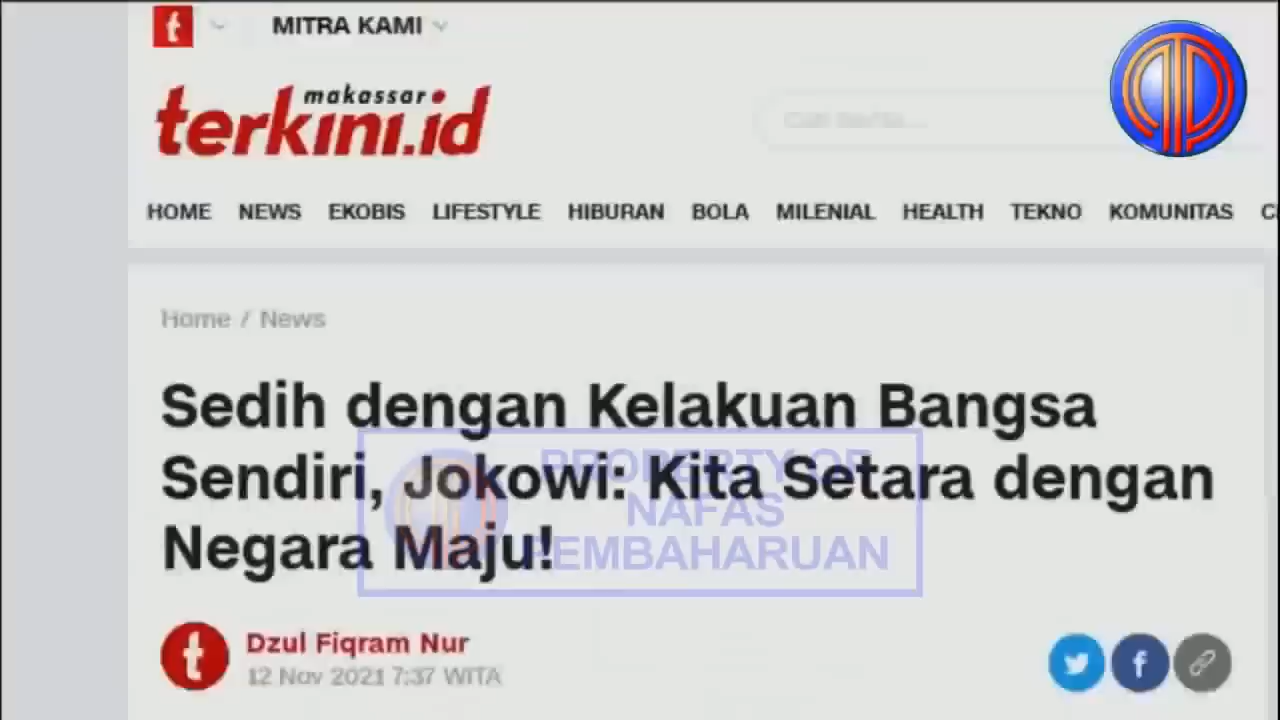 MITRA KAMI
makassar
terkini.id
Cari berita...
HOME NEWS EKOBIS LIFESTYLE HIBURAN BOLA MILENIAL HEALTH TEKNO KOMUNITAS C
Home / News
Sedih dengan Kelakuan Bangsa
Sendiri, Jokowi: Kita Setara dengan
Negara Maju!
PROPERTY OF
NAFAS
PEMBAHARUAN
Dzul Fiqram Nur
12 Nov 2021 7:37 WITA